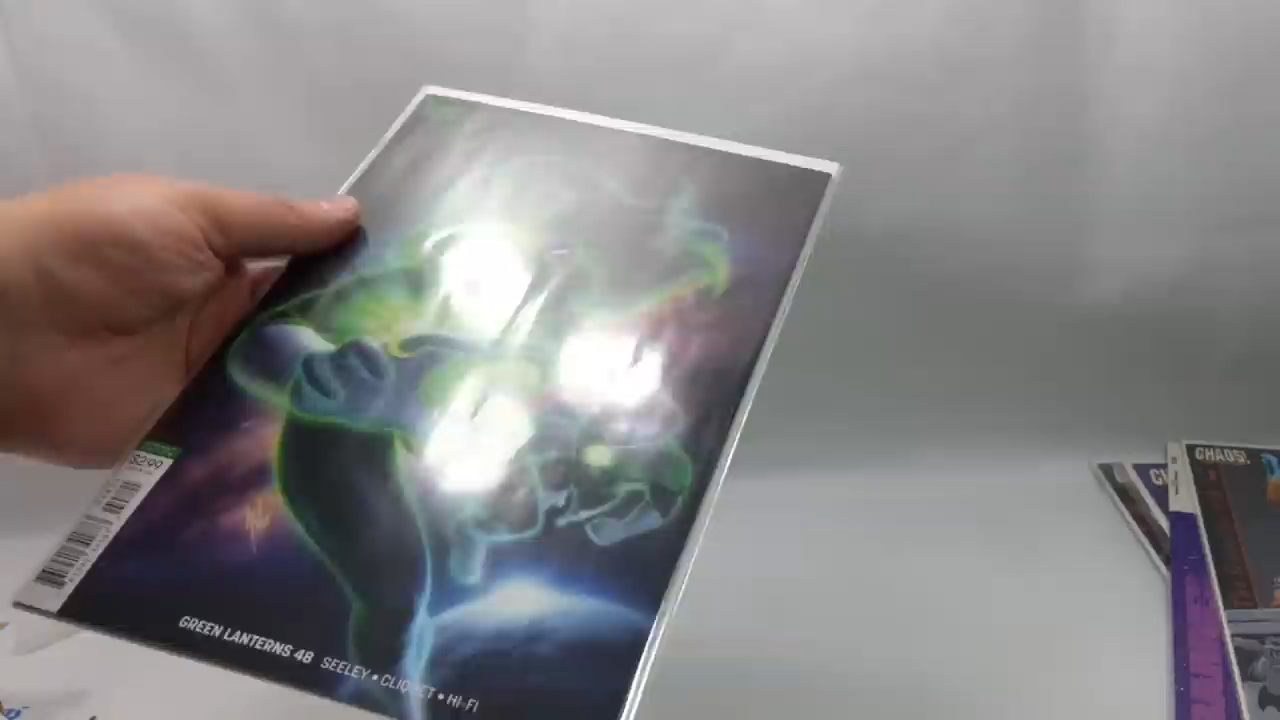 $2.99
GREEN LANTERNS 48 SEELEY • CLIQUET • HI-FI
CHAOS!